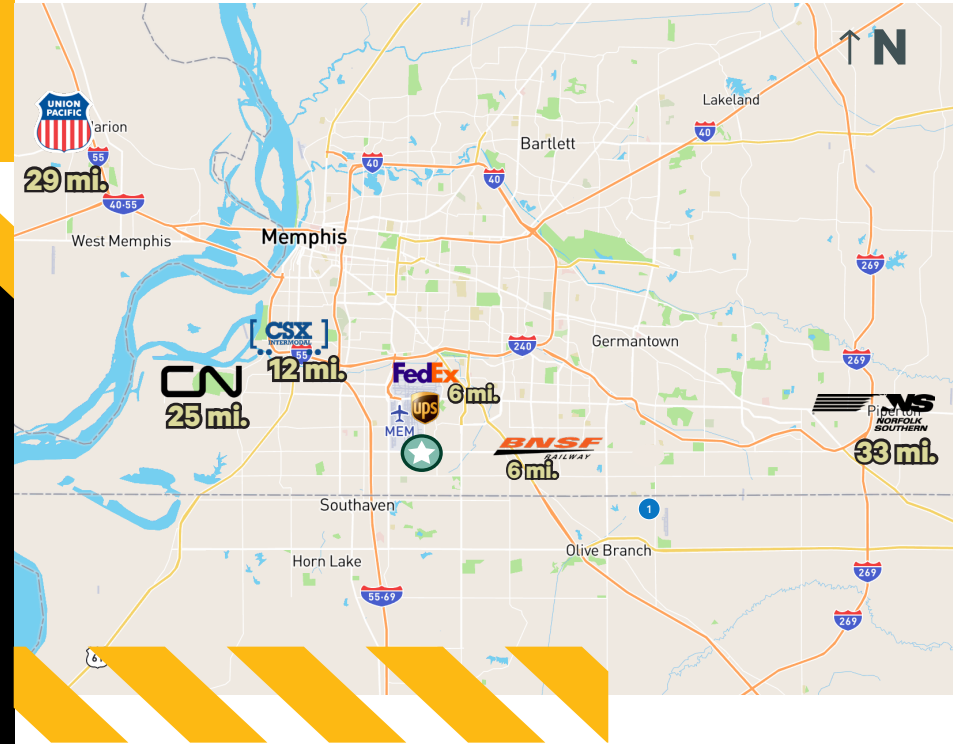 N
Lakeland
UNION
PACIFIC
arion
40
55
Bartlett
40
40
29 mi.
40-55
West Memphis
Memphis
269
CSX
INTERMODAL
55
12 mi.
240
Germantown
269
CN
25 mi.
FedEx
6 mi.
ups
MEM
NS
Piperton
NORFOLK
SOUTHERN
33 mi.
BNSF
RAILWAY
6 mi.
Southaven
1
Olive Branch
Horn Lake
269
55-69
269
61